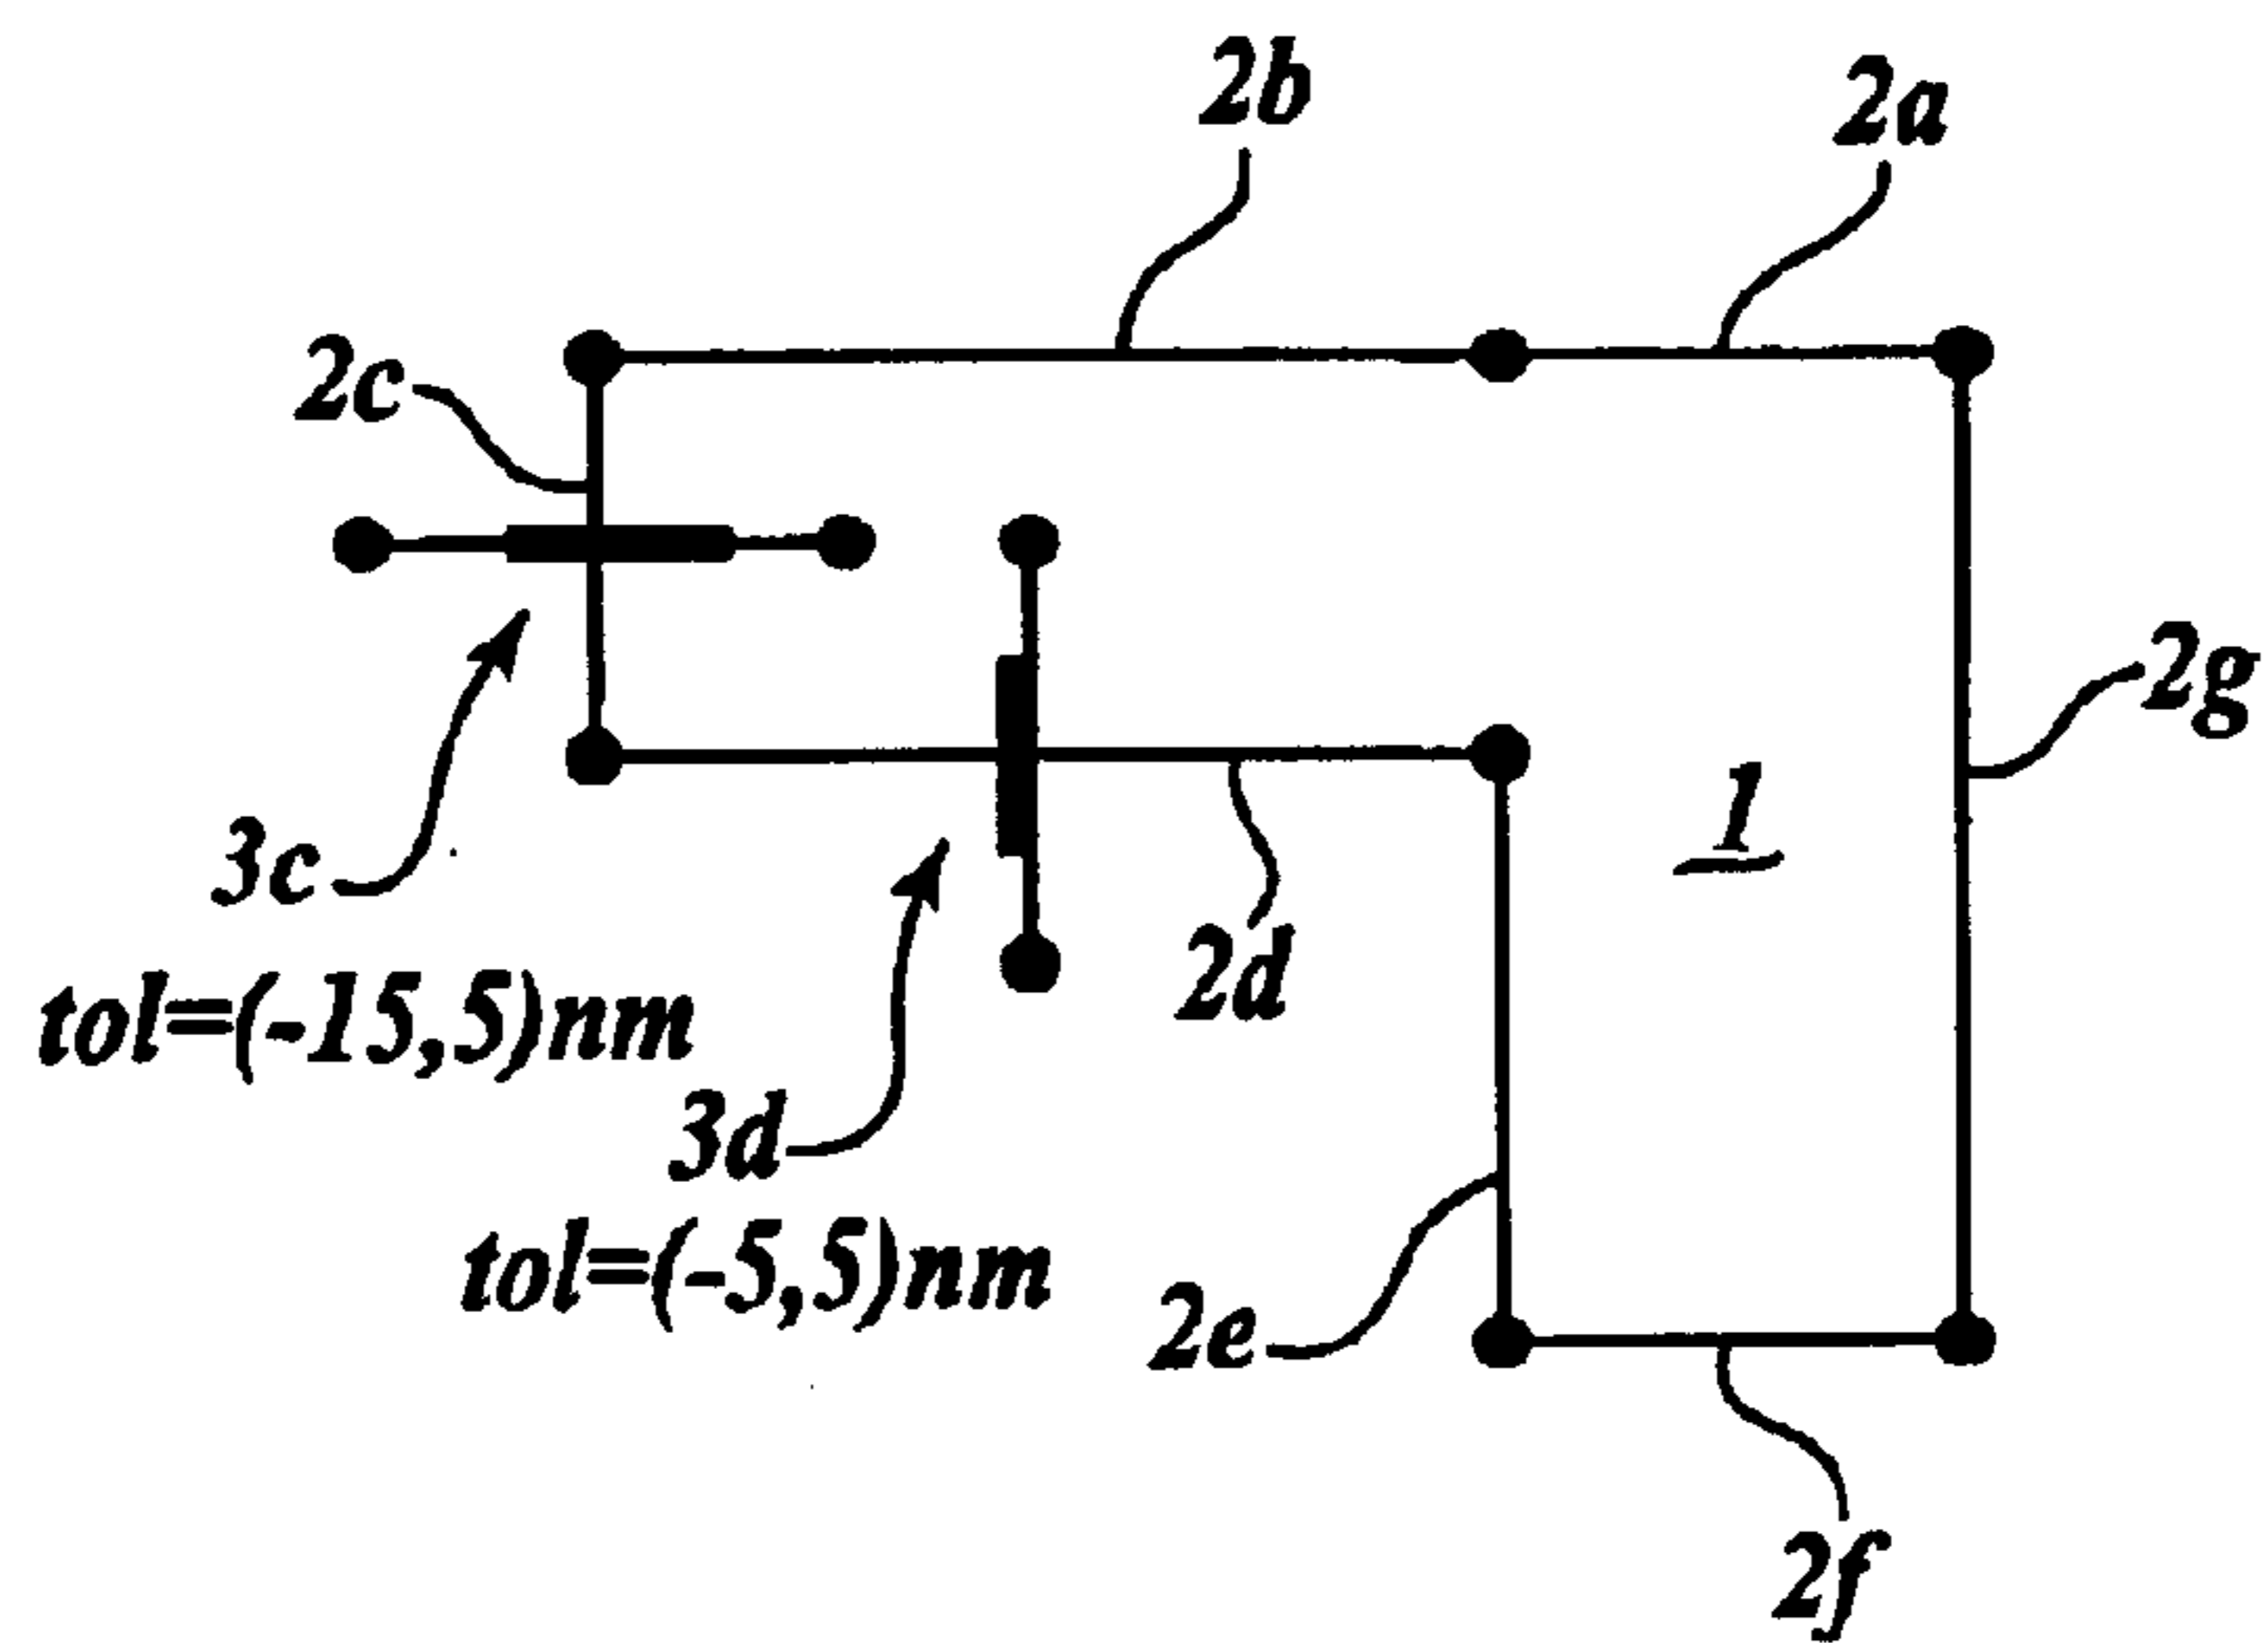 2b
2a
2c
2g
1
3c
2d
tol=(-15,5)nm
3d
tol=(-5,5)nm
2e
2f